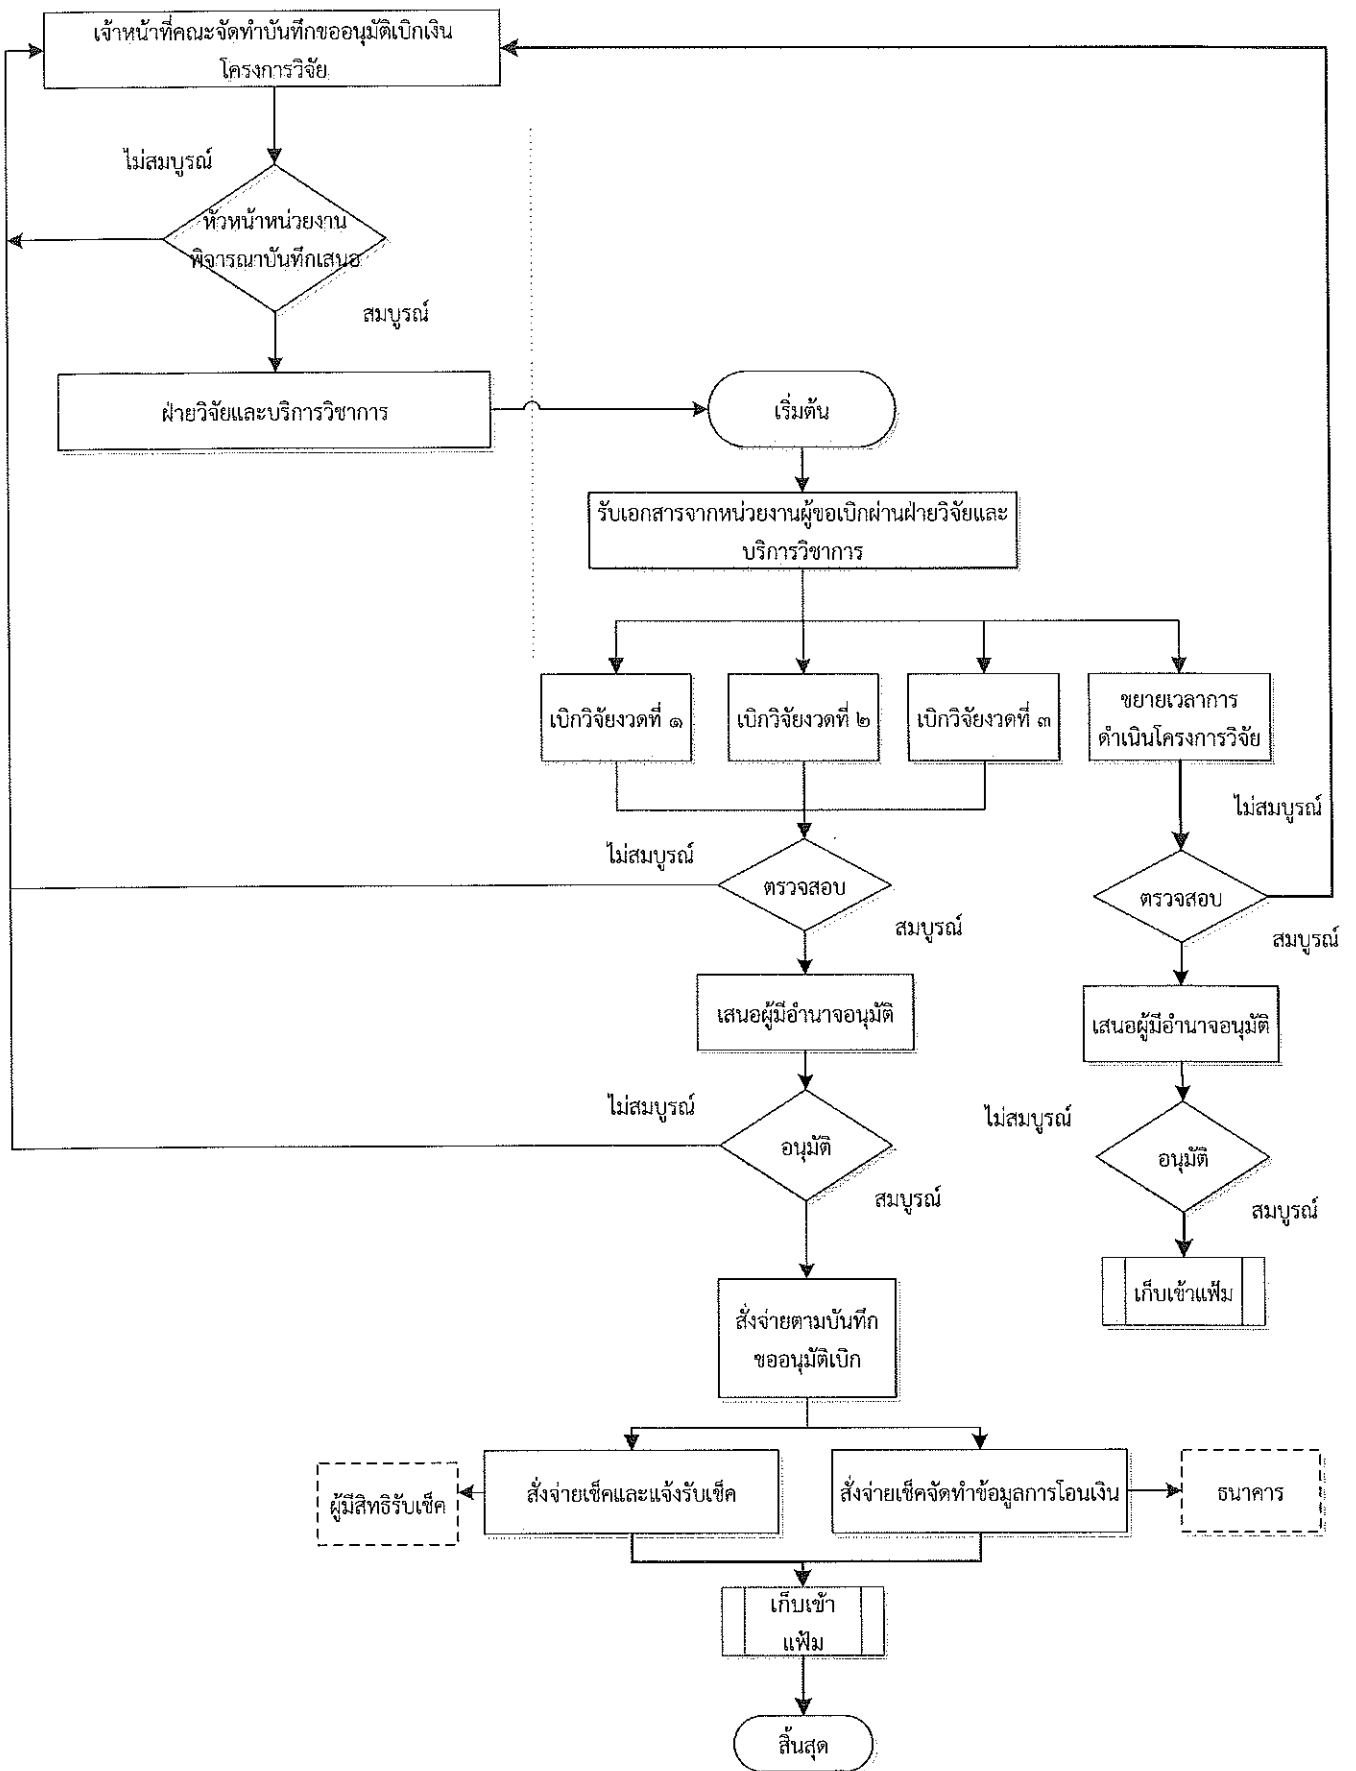 เจ้าหน้าที่คณะจัดทำบันทึกขออนุมัติเบิกเงิน
โครงการวิจัย
ไม่สมบูรณ์
หัวหน้าหน่วยงาน
พิจารณาบันทึกเสนอ
สมบูรณ์
ฝ่ายวิจัยและบริการวิชาการ
เริ่มต้น
รับเอกสารจากหน่วยงานผู้ขอเบิกผ่านฝ่ายวิจัยและ
บริการวิชาการ
เบิกวิจัยงวดที่ ๑
เบิกวิจัยงวดที่ ๒
เบิกวิจัยงวดที่ ๓
ขยายเวลาการ
ดำเนินโครงการวิจัย
ไม่สมบูรณ์
ไม่สมบูรณ์
ตรวจสอบ
ตรวจสอบ
สมบูรณ์
สมบูรณ์
เสนอผู้มีอำนาจอนุมัติ
เสนอผู้มีอำนาจอนุมัติ
ไม่สมบูรณ์
ไม่สมบูรณ์
อนุมัติ
อนุมัติ
สมบูรณ์
สมบูรณ์
เก็บเข้าแฟ้ม
สั่งจ่ายตามบันทึก
ขออนุมัติเบิก
ผู้มีสิทธิรับเช็ค
สั่งจ่ายเช็คและแจ้งรับเช็ค
สั่งจ่ายเช็คจัดทำข้อมูลการโอนเงิน
ธนาคาร
เก็บเข้า
แฟ้ม
สิ้นสุด